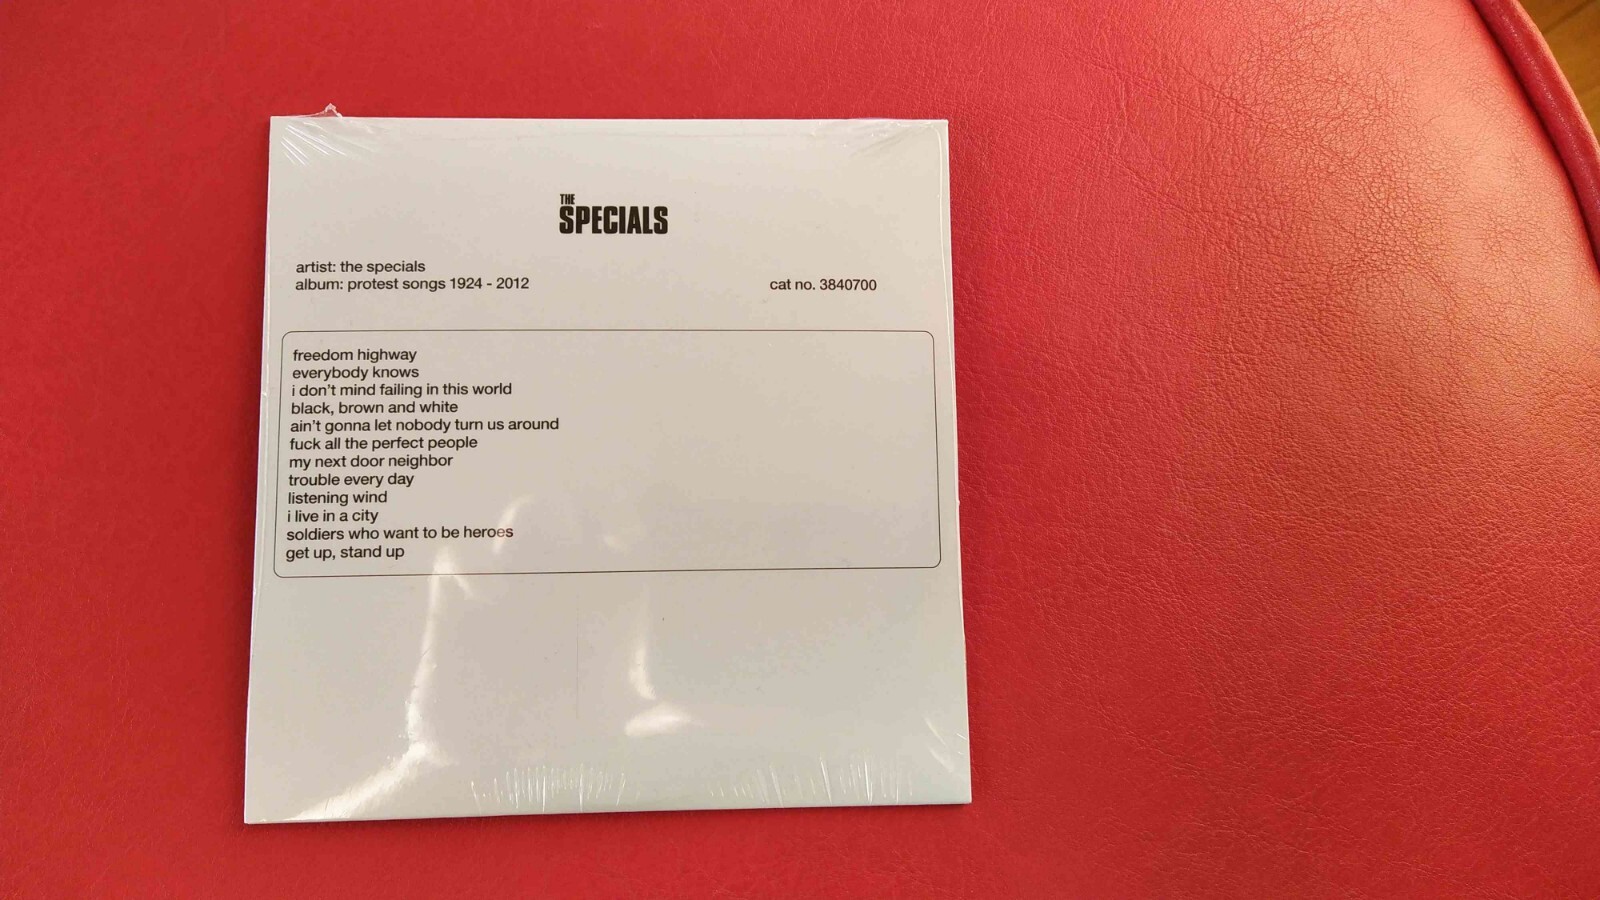 THE
SPECIALS
artist: the specials
album: protest songs 1924 - 2012
cat no. 3840700
freedom highway
everybody knows
i don't mind failing in this world
black, brown and white
ain't gonna let nobody turn us around
fuck all the perfect people
my next door neighbor
trouble every day
listening wind
i live in a city
soldiers who want to be heroes
get up, stand up